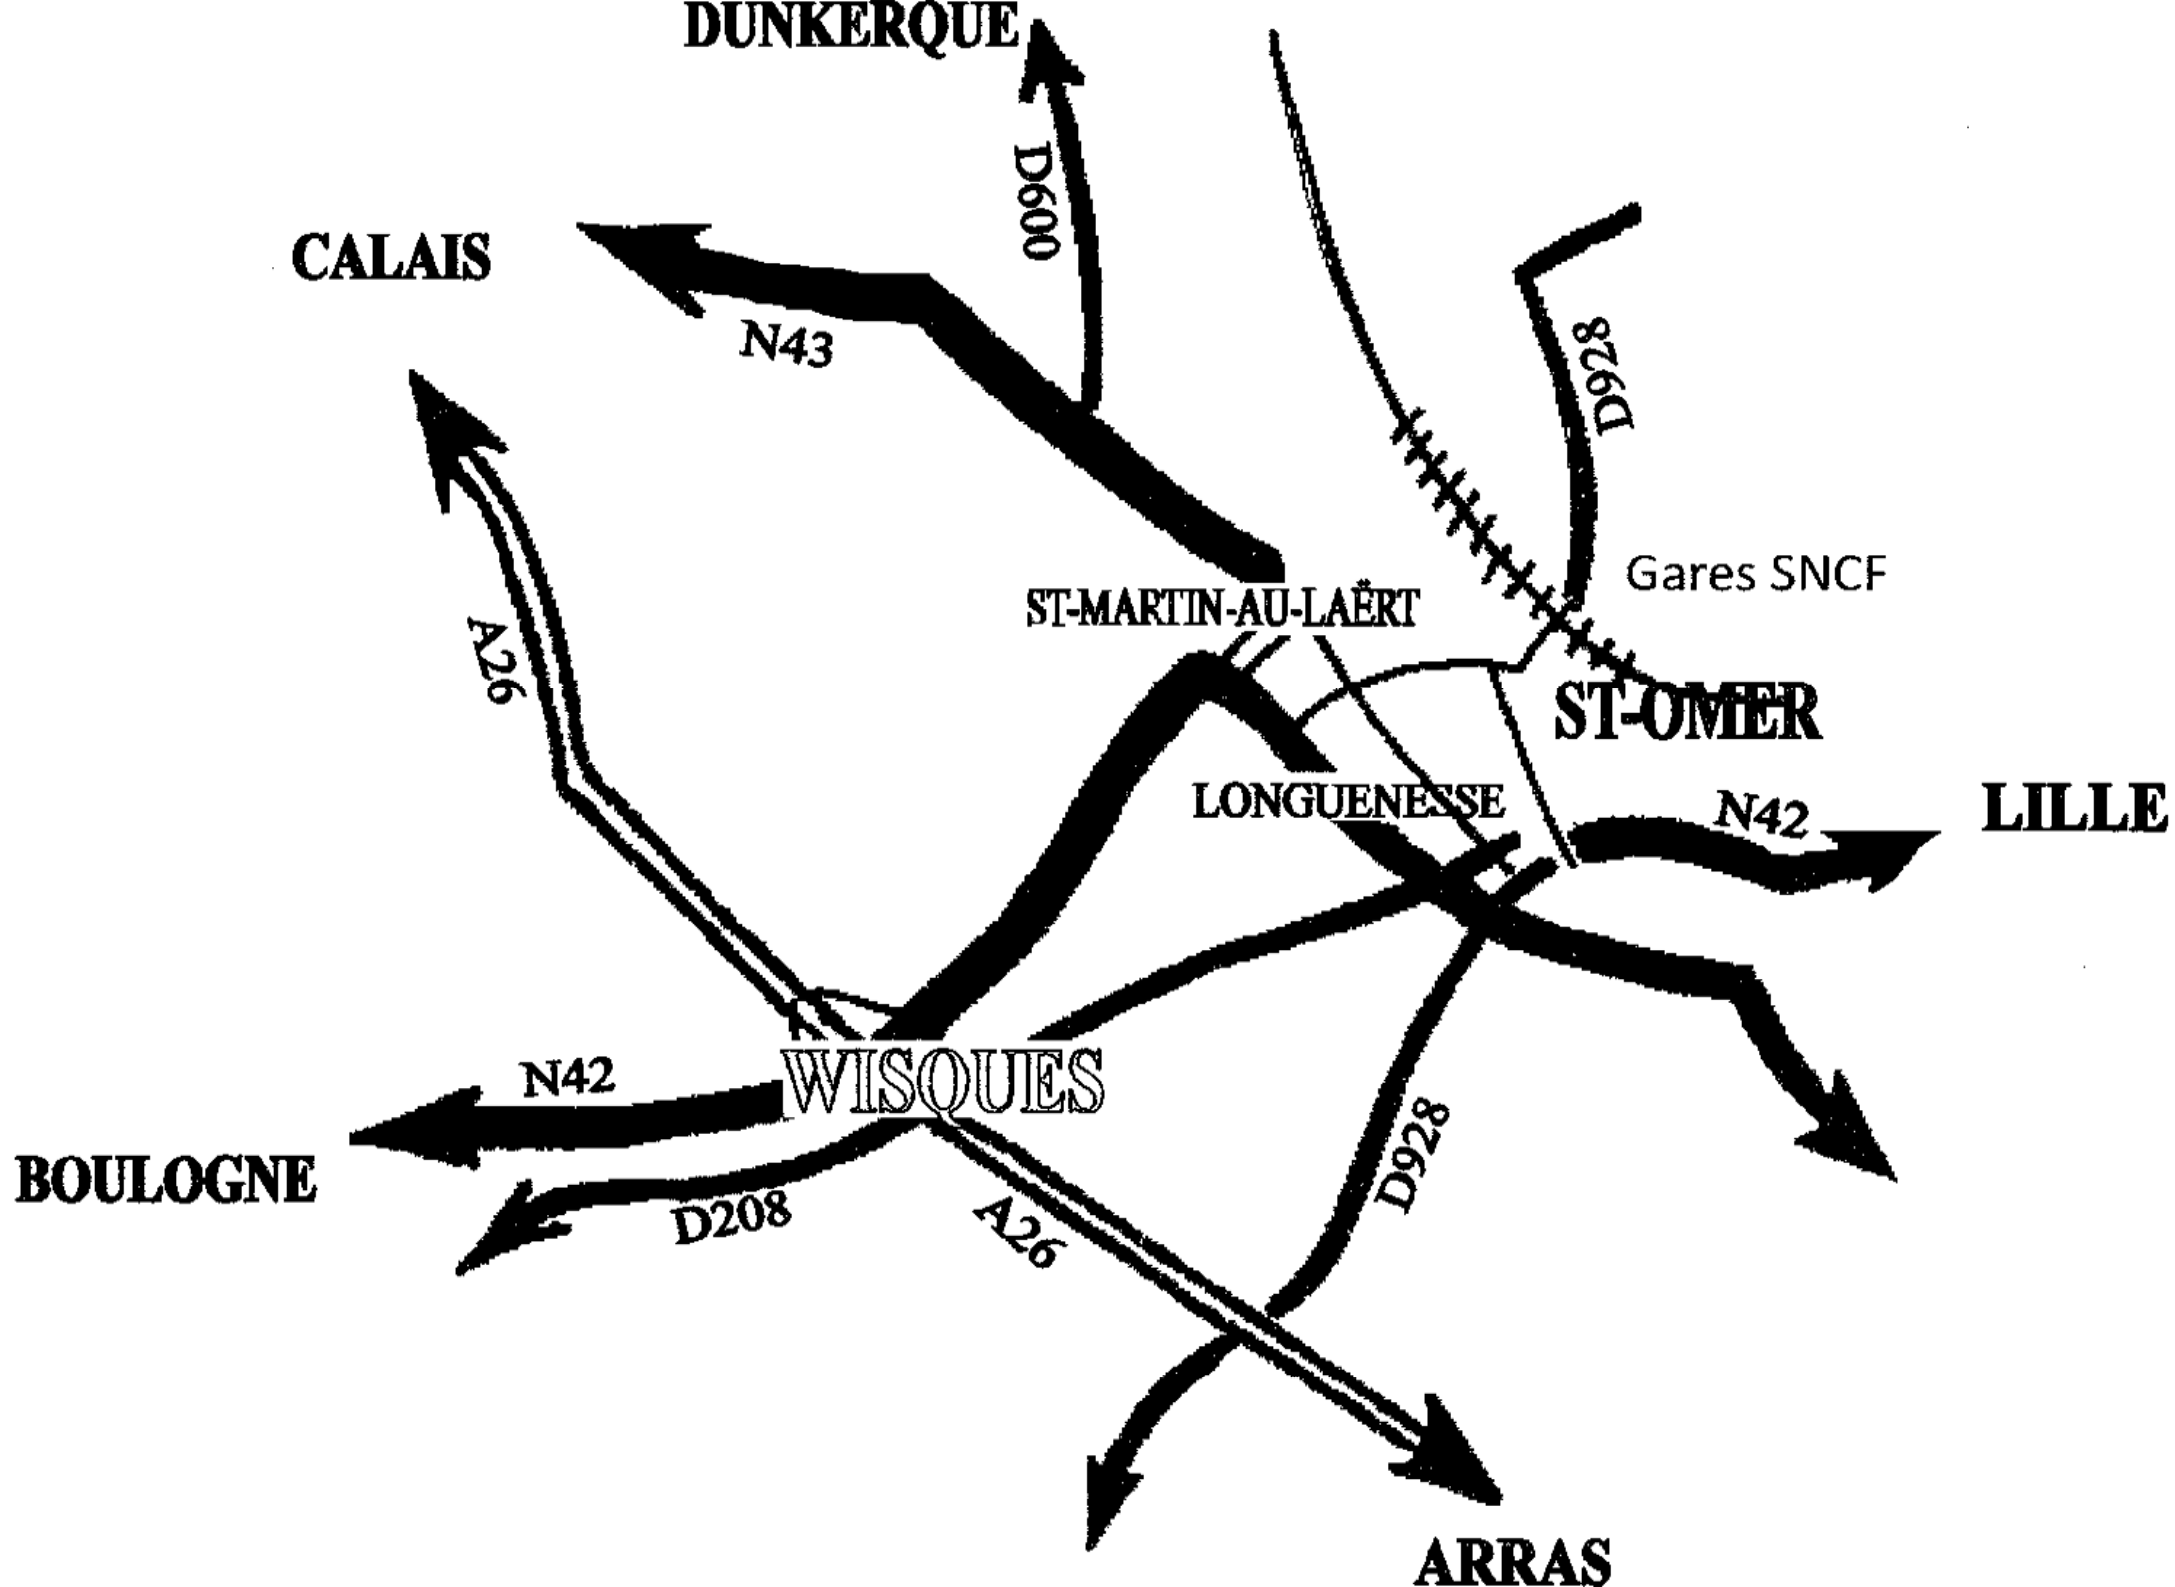 DUNKERQUE
D600
CALAIS
N43
D928
A26
Gares SNCF
ST-MARTIN-AU-LAËRT
ST-OMER
LONGUENESSE
N42
LILLE
WISQUES
N42
BOULOGNE
D208
A26
D928
ARRAS